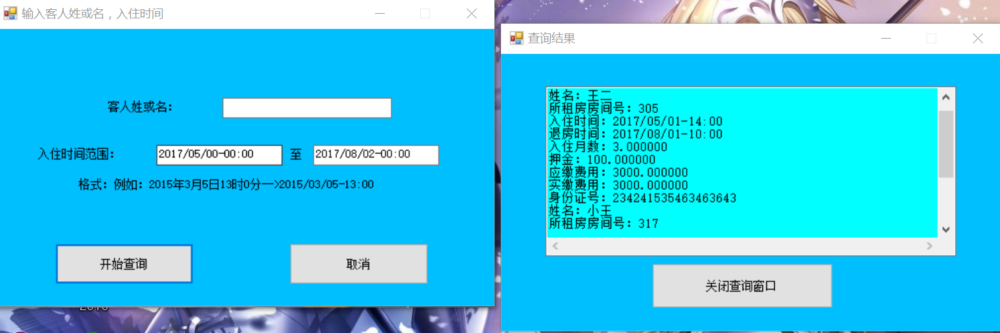 输入客人姓或名，入住时间
客人姓或名：
入住时间范围： 2017/05/00-00:00 至 2017/08/02-00:00
格式：例如：2015年3月5日13时0分—>2015/03/05-13:00
开始查询 取消
查询结果
姓名：王二
所租房房间号：305
入住时间：2017/05/01-14:00
退房时间：2017/08/01-10:00
入住月数：3.000000
押金：100.000000
应缴费用：3000.000000
实缴费用：3000.000000
身份证号：234241535463463643
姓名：小王
所租房房间号：317
关闭查询窗口